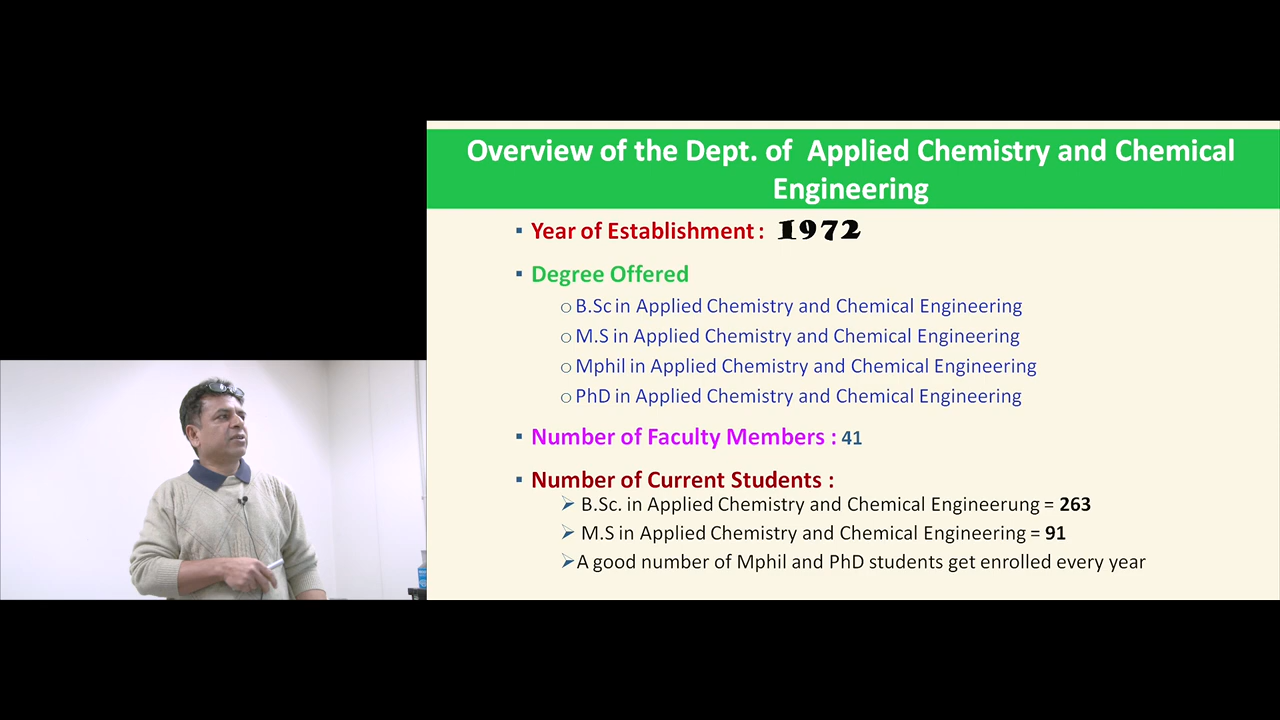 Overview of the Dept. of Applied Chemistry and Chemical
Engineering
Year of Establishment : 1972
Degree Offered
B.Sc in Applied Chemistry and Chemical Engineering
M.S in Applied Chemistry and Chemical Engineering
Mphil in Applied Chemistry and Chemical Engineering
PhD in Applied Chemistry and Chemical Engineering
Number of Faculty Members : 41
Number of Current Students :
B.Sc. in Applied Chemistry and Chemical Engineerung = 263
M.S in Applied Chemistry and Chemical Engineering = 91
A good number of Mphil and PhD students get enrolled every year